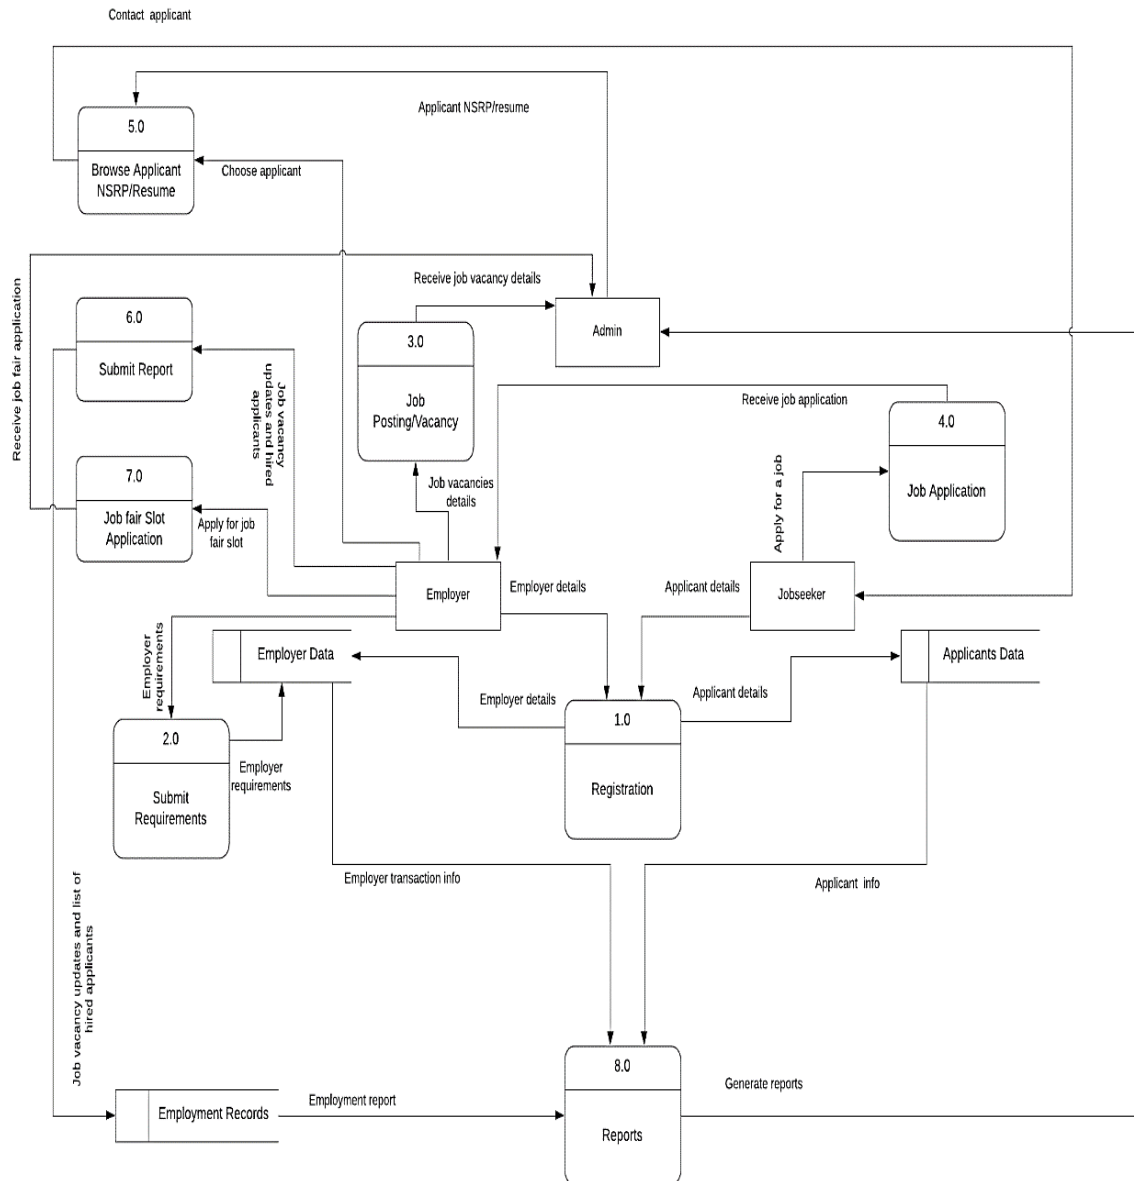 Contact applicant
Applicant NSRP/resume
5.0
Browse Applicant
NSRP/Resume
Choose applicant
Receive job fair application
Receive job vacancy details
6.0
Submit Report
Job vacancy
updates and hired
applicants
3.0
Job
Posting/Vacancy
Admin
Receive job application
4.0
Job Application
7.0
Job fair Slot
Application
Apply for job
fair slot
Job vacancies
details
Apply for a job
Employer
Employer details
Applicant details
Jobseeker
Employer
requirements
Employer Data
Applicants Data
Employer details
Applicant details
1.0
Registration
2.0
Submit
Requirements
Employer
requirements
Employer transaction info
Applicant info
Job vacancy updates and list of
hired applicants
8.0
Reports
Generate reports
Employment Records
Employment report